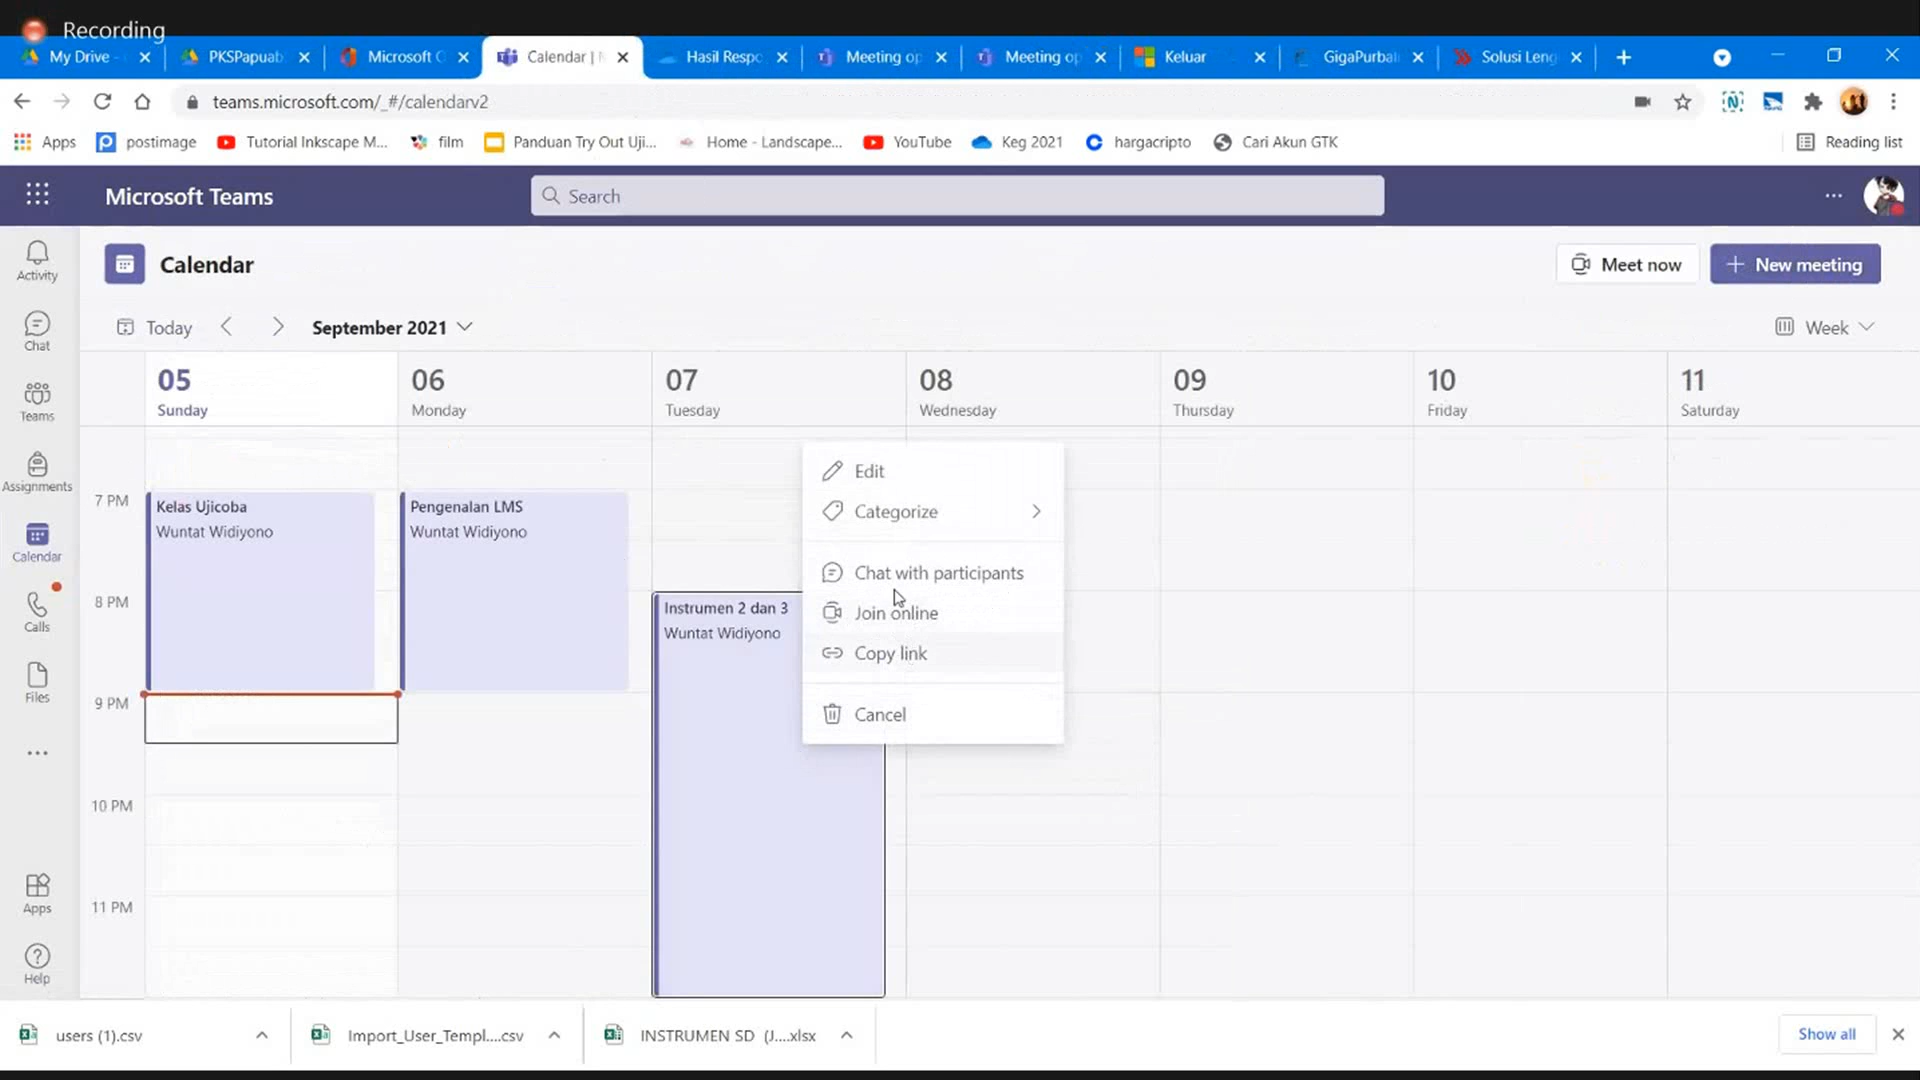 Recording
My Drive -
PKSPapuab
Microsoft O
Calendar |
Hasil Respo
Meeting op
Meeting op
Keluar
GigaPurbal
Solusi Leng
teams.microsoft.com/_#/calendarv2
Apps
postimage
Tutorial Inkscape M...
film
Panduan Try Out Uji...
Home - Landscape...
YouTube
Keg 2021
hargacripto
Cari Akun GTK
Reading list
Microsoft Teams
Search
Activity
Chat
Teams
Assignments
Calendar
Calls
Files
Apps
Help
Calendar
Meet now
New meeting
Today
September 2021
Week
05
Sunday
06
Monday
07
Tuesday
08
Wednesday
09
Thursday
10
Friday
11
Saturday
7 PM
8 PM
9 PM
10 PM
11 PM
Kelas Ujicoba
Wuntat Widiyono
Pengenalan LMS
Wuntat Widiyono
Instrumen 2 dan 3
Wuntat Widiyono
Edit
Categorize
Chat with participants
Join online
Copy link
Cancel
users (1).csv
Import_User_Templ....csv
INSTRUMEN SD (J....xlsx
Show all